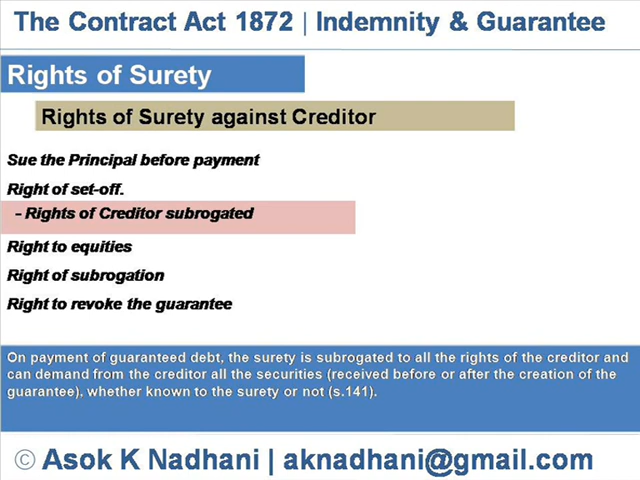 The Contract Act 1872 | Indemnity & Guarantee
Rights of Surety
Rights of Surety against Creditor
Sue the Principal before payment
Right of set-off.
- Rights of Creditor subrogated
Right to equities
Right of subrogation
Right to revoke the guarantee
On payment of guaranteed debt, the surety is subrogated to all the rights of the creditor and
can demand from the creditor all the securities (received before or after the creation of the
guarantee), whether known to the surety or not (s.141).
© Asok K Nadhani | aknadhani@gmail.com